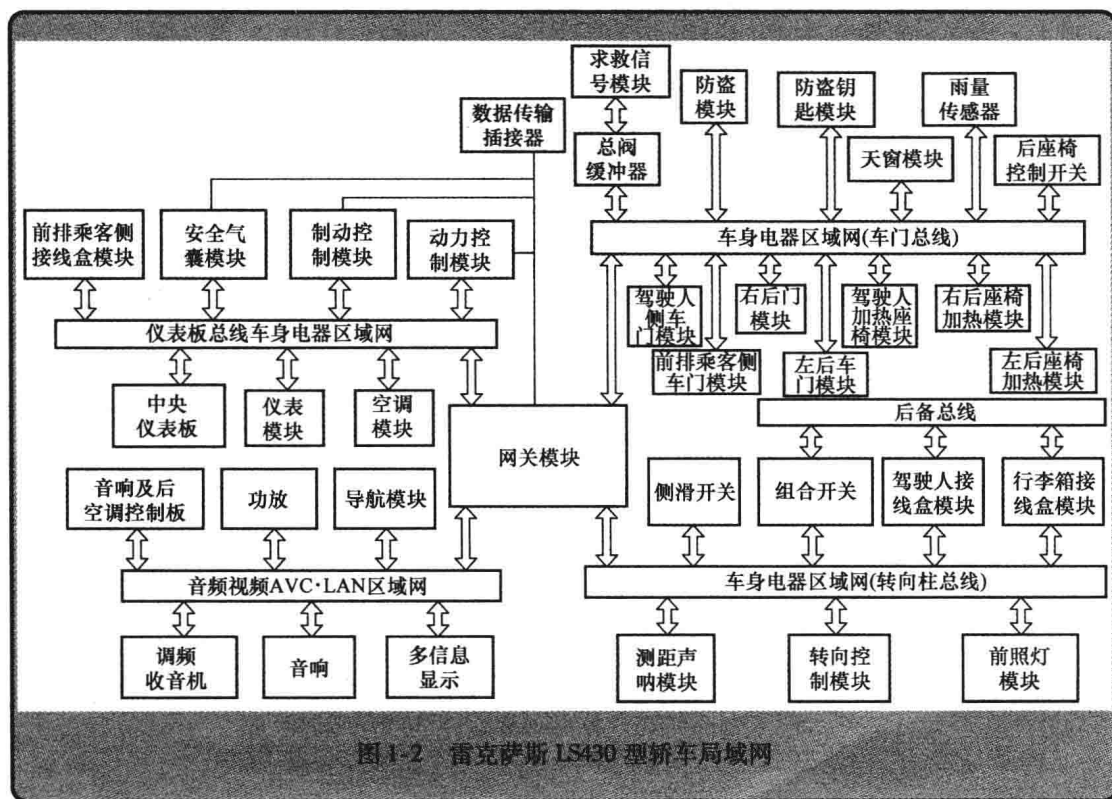 求救信
号模块
防盗
模块
防盗钥
匙模块
雨量
传感器
数据传输
插接器
总阀
缓冲器
天窗模块
后座椅
控制开关
前排乘客侧
接线盒模块
安全气
囊模块
制动控
制模块
动力控
制模块
车身电器区域网(车门总线)
驾驶人
侧车
门模块
右后门
模块
驾驶人
加热座
椅模块
右后座椅
加热模块
前排乘客侧
车门模块
左后车
门模块
左后座椅
加热模块
仪表板总线车身电器区域网
中央
仪表板
仪表
模块
空调
模块
后备总线
网关模块
音响及后
空调控制板
功放
导航模块
侧滑开关
组合开关
驾驶人接
线盒模块
行李箱接
线盒模块
音频视频AVC·LAN区域网
车身电器区域网(转向柱总线)
调频
收音机
音响
多信息
显示
测距声
呐模块
转向控
制模块
前照灯
模块
图 1-2 雷克萨斯 LS430 型轿车局域网